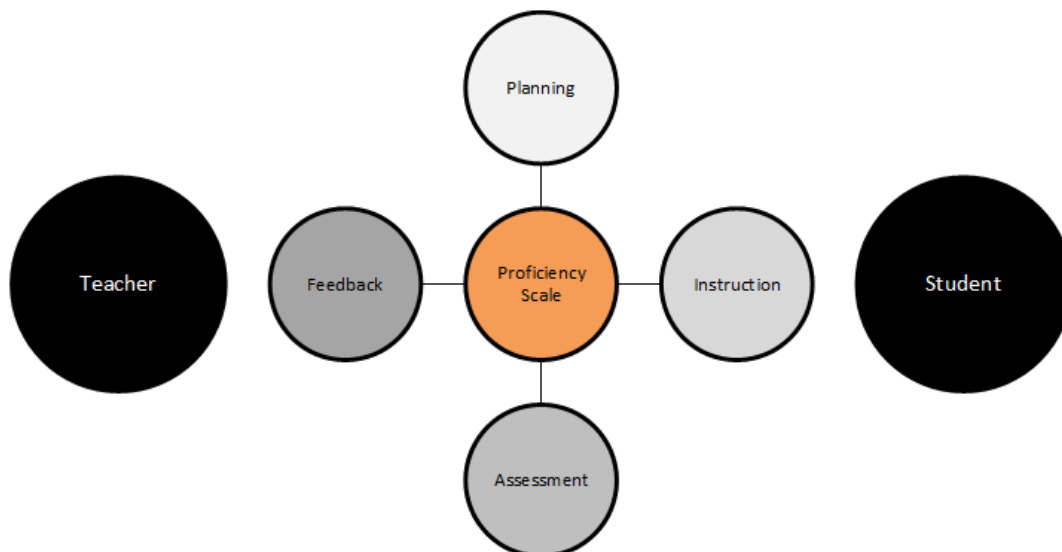 Planning
Teacher
Feedback
Proficiency
Scale
Instruction
Student
Assessment